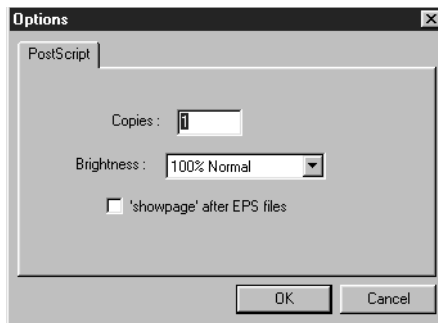 Options
PostScript
Copies : 1
Brightness : 100% Normal
'showpage' after EPS files
OK Cancel